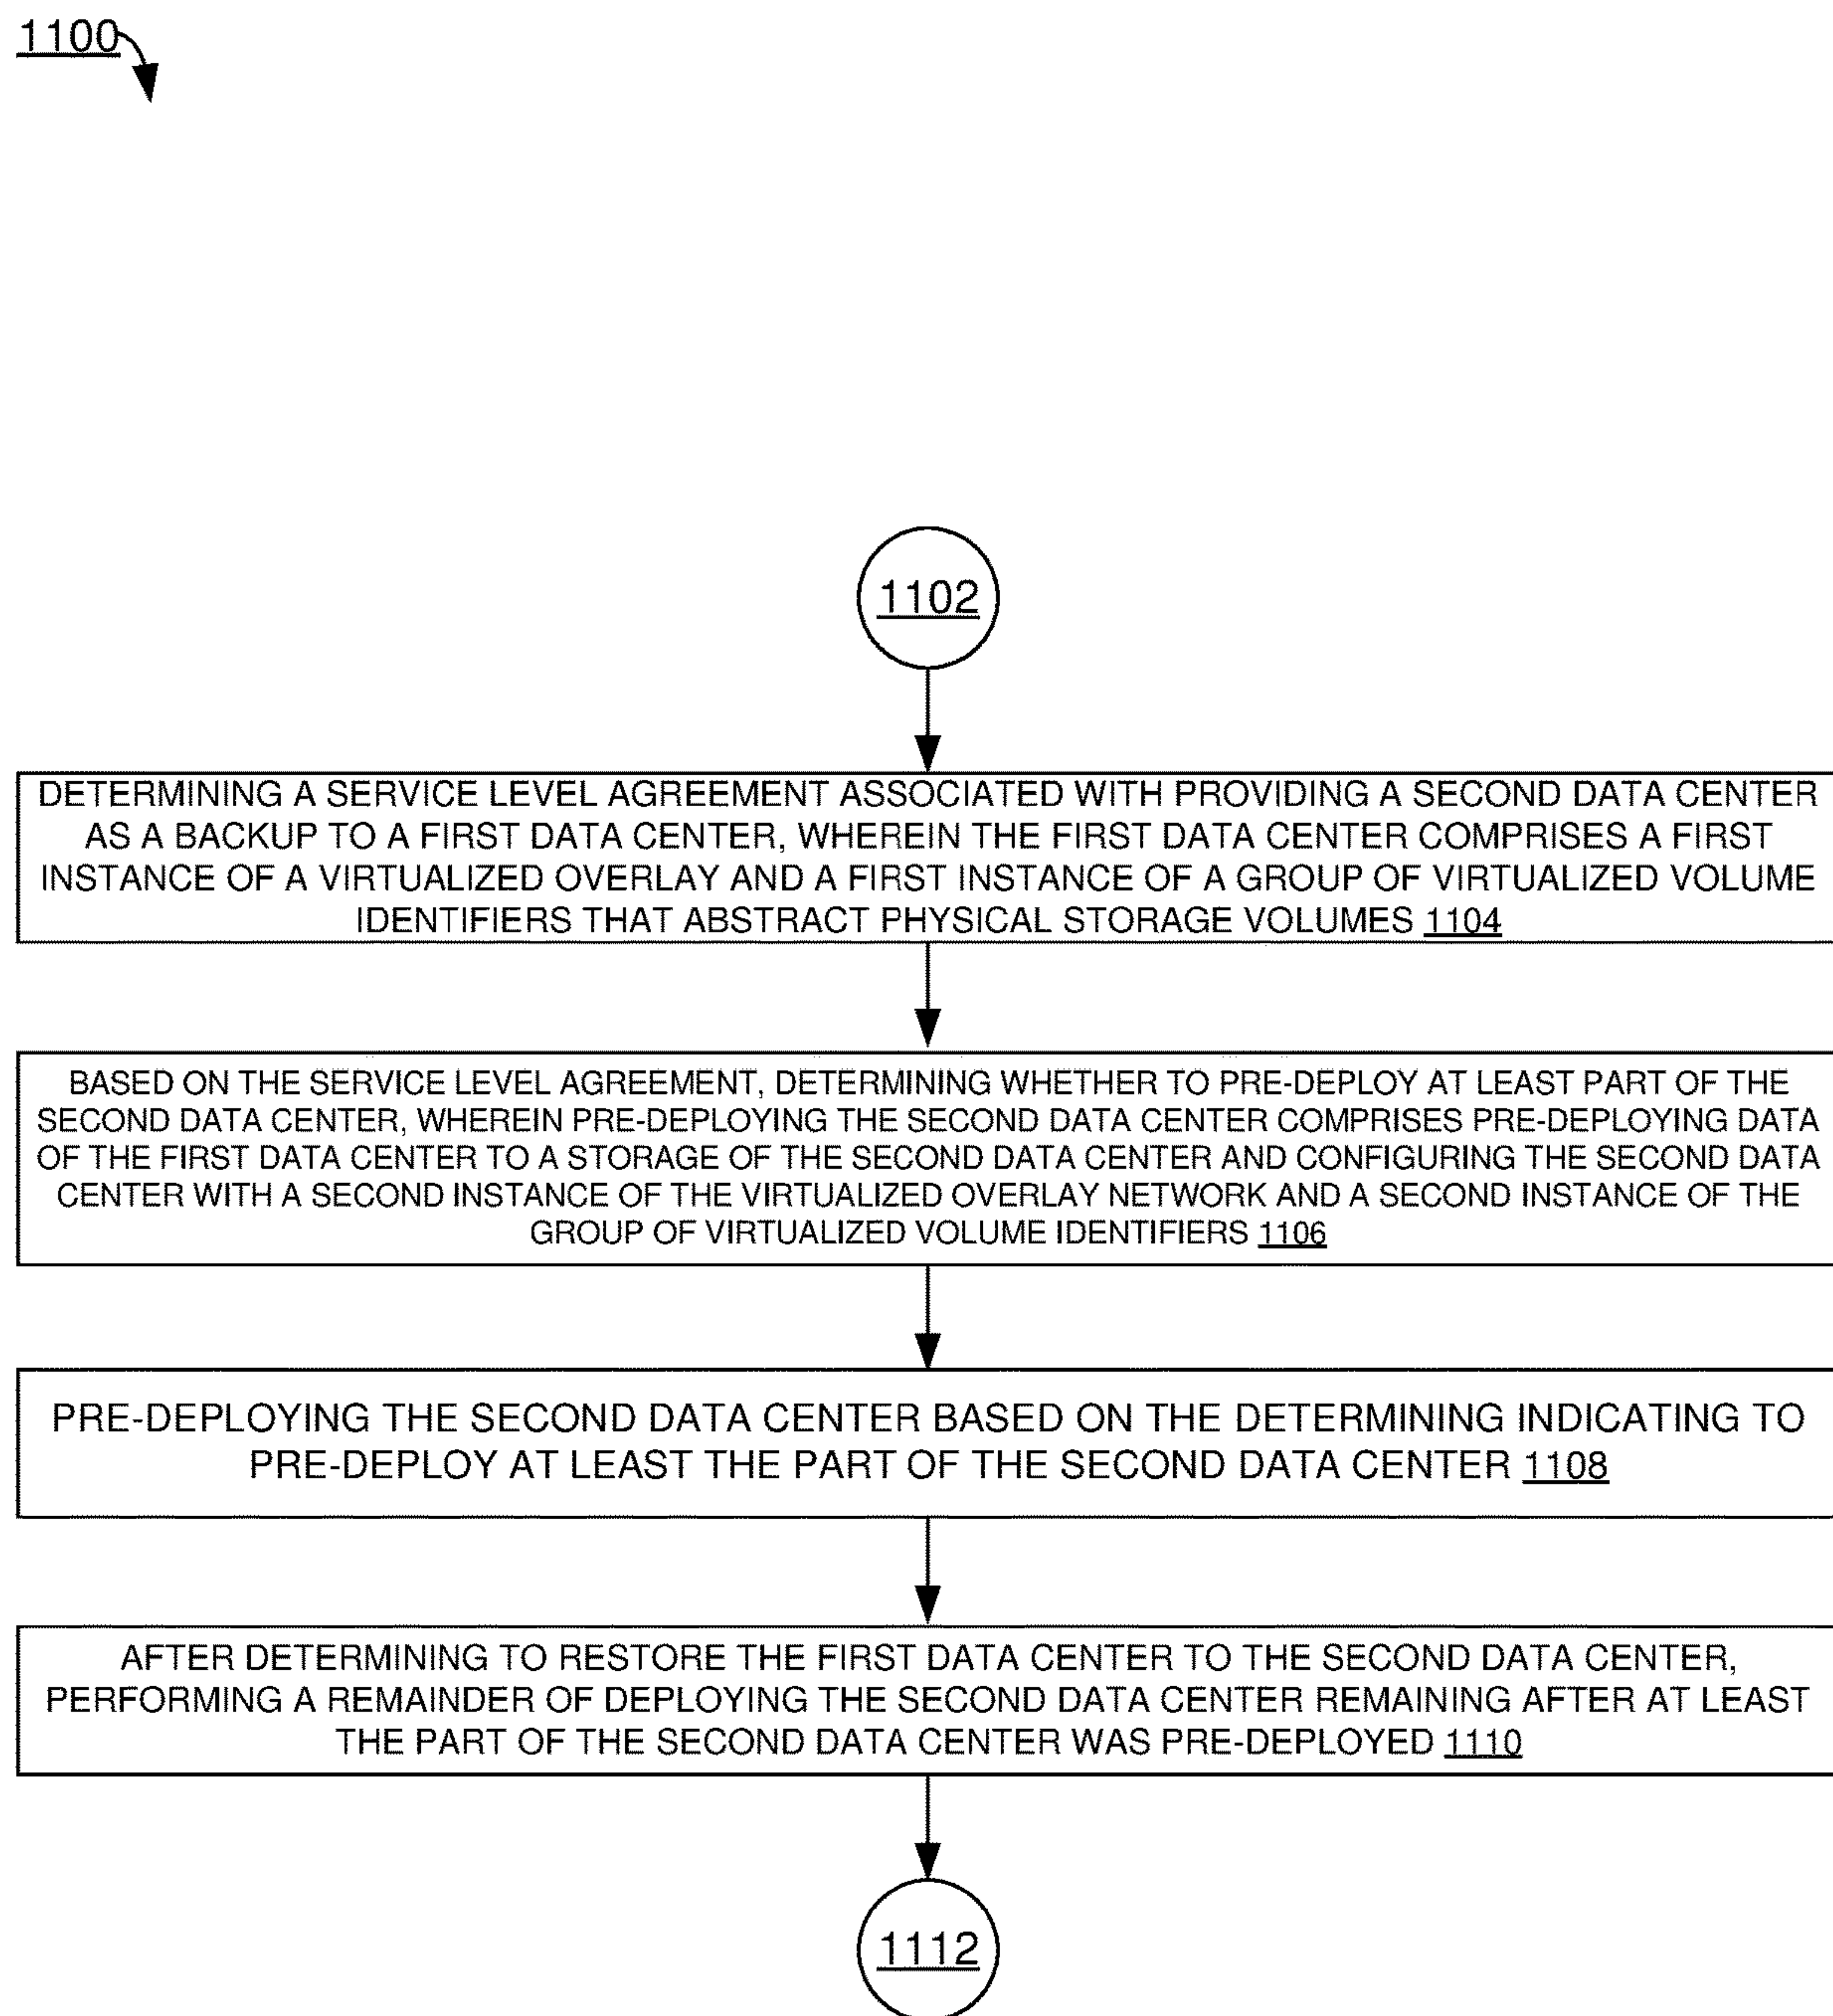 1100
1102
DETERMINING A SERVICE LEVEL AGREEMENT ASSOCIATED WITH PROVIDING A SECOND DATA CENTER
AS A BACKUP TO A FIRST DATA CENTER, WHEREIN THE FIRST DATA CENTER COMPRISES A FIRST
INSTANCE OF A VIRTUALIZED OVERLAY AND A FIRST INSTANCE OF A GROUP OF VIRTUALIZED VOLUME
IDENTIFIERS THAT ABSTRACT PHYSICAL STORAGE VOLUMES 1104
BASED ON THE SERVICE LEVEL AGREEMENT, DETERMINING WHETHER TO PRE-DEPLOY AT LEAST PART OF THE
SECOND DATA CENTER, WHEREIN PRE-DEPLOYING THE SECOND DATA CENTER COMPRISES PRE-DEPLOYING DATA
OF THE FIRST DATA CENTER TO A STORAGE OF THE SECOND DATA CENTER AND CONFIGURING THE SECOND DATA
CENTER WITH A SECOND INSTANCE OF THE VIRTUALIZED OVERLAY NETWORK AND A SECOND INSTANCE OF THE
GROUP OF VIRTUALIZED VOLUME IDENTIFIERS 1106
PRE-DEPLOYING THE SECOND DATA CENTER BASED ON THE DETERMINING INDICATING TO
PRE-DEPLOY AT LEAST THE PART OF THE SECOND DATA CENTER 1108
AFTER DETERMINING TO RESTORE THE FIRST DATA CENTER TO THE SECOND DATA CENTER,
PERFORMING A REMAINDER OF DEPLOYING THE SECOND DATA CENTER REMAINING AFTER AT LEAST
THE PART OF THE SECOND DATA CENTER WAS PRE-DEPLOYED 1110
1112